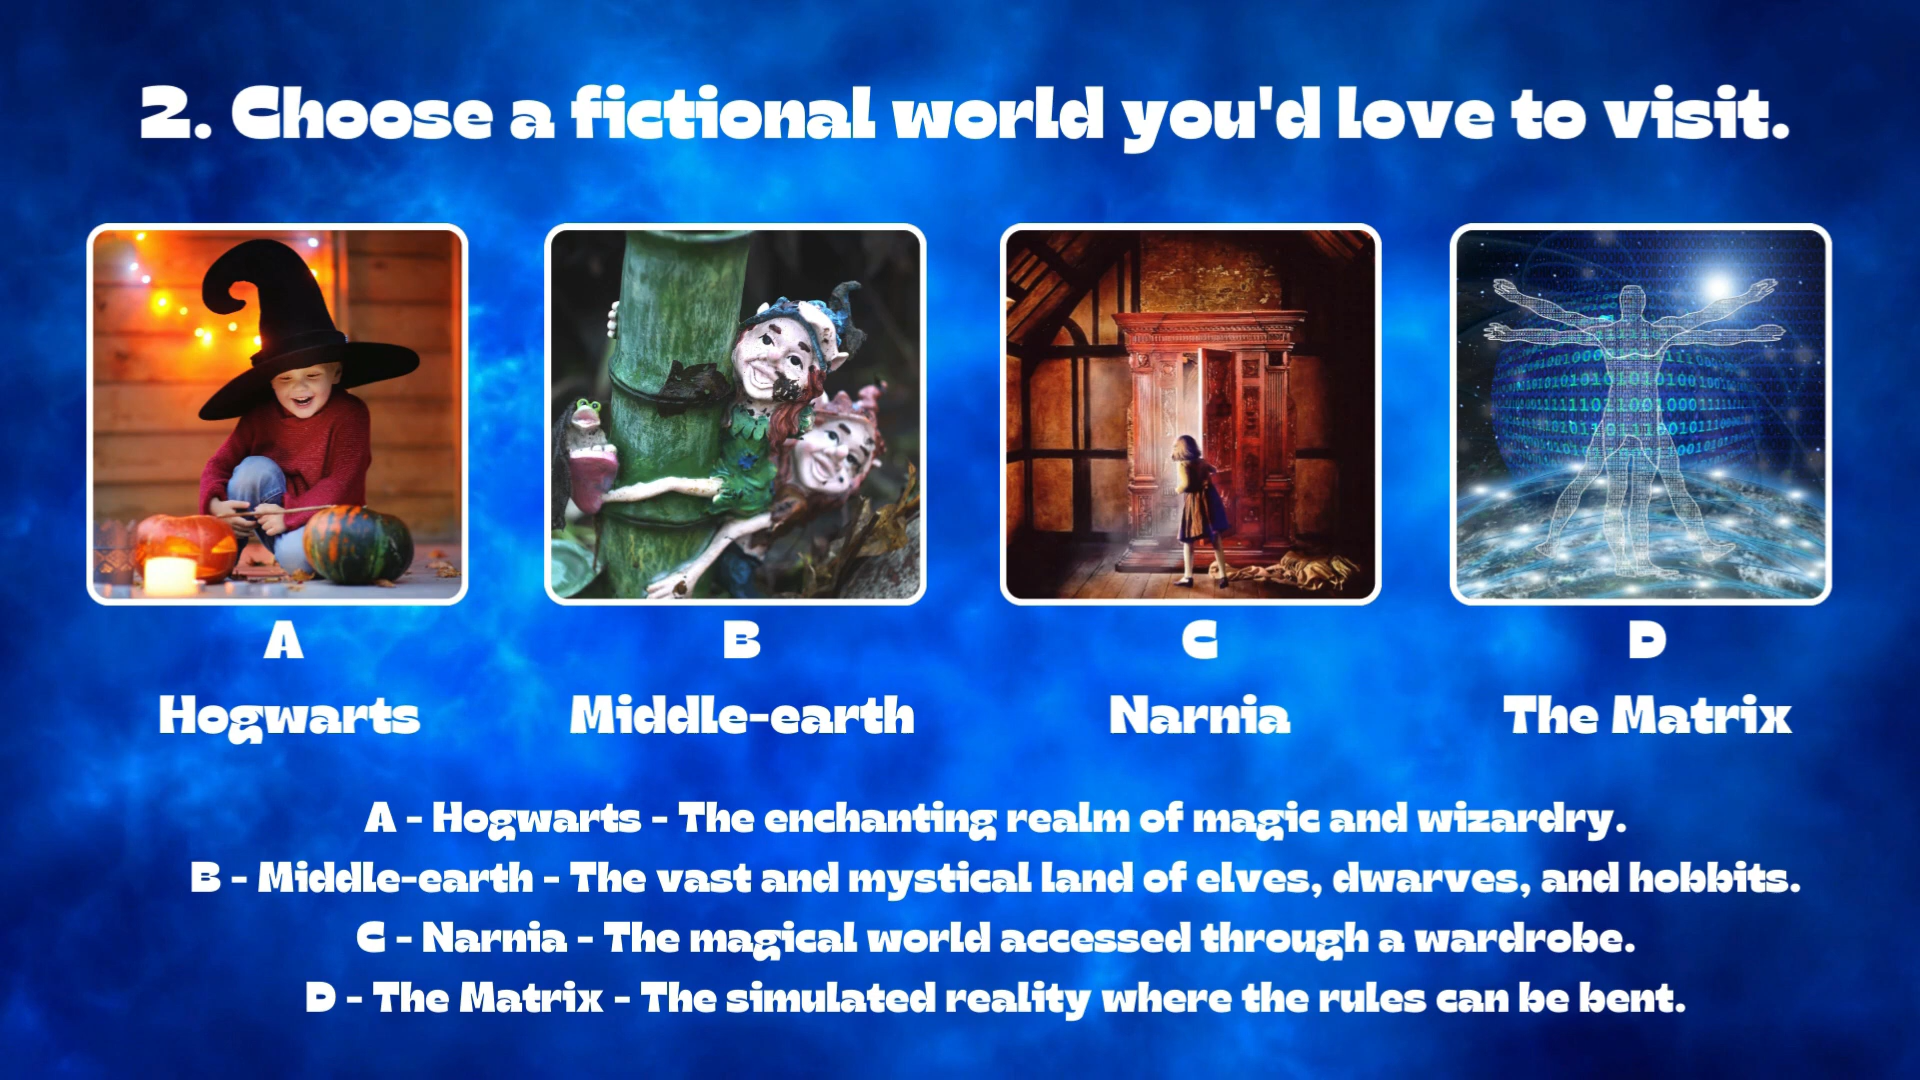 2. Choose a fictional world you'd love to visit.
A
B
C
D
Hogwarts
Middle-earth
Narnia
The Matrix
A - Hogwarts - The enchanting realm of magic and wizardry.
B - Middle-earth - The vast and mystical land of elves, dwarves, and hobbits.
C - Narnia - The magical world accessed through a wardrobe.
D - The Matrix - The simulated reality where the rules can be bent.